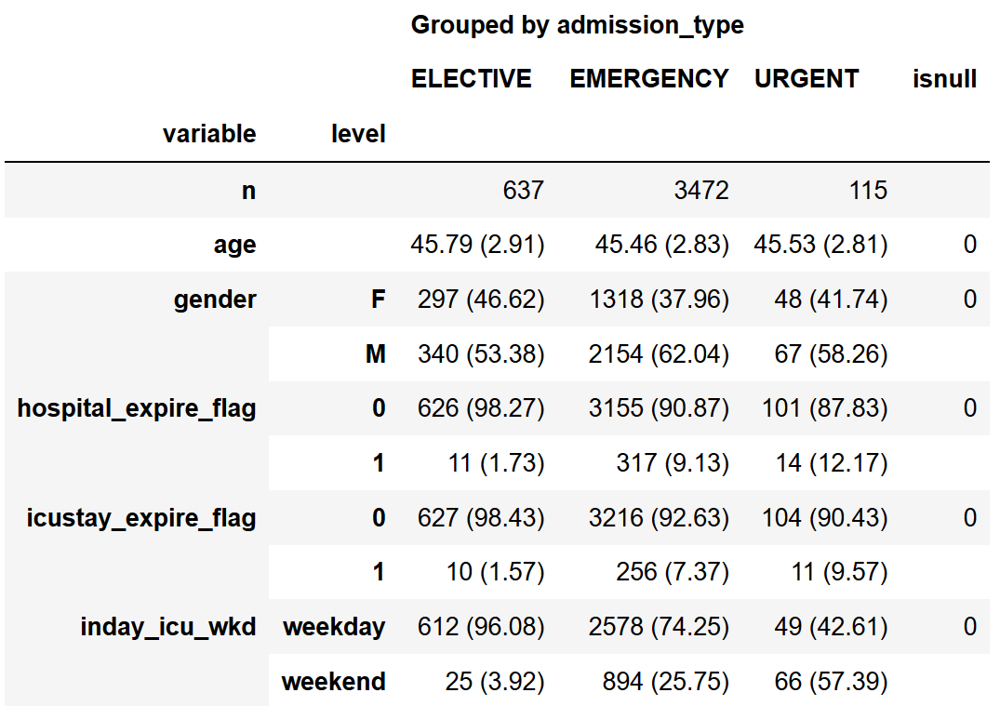 Grouped by admission_type
ELECTIVE EMERGENCY URGENT isnull
variable level
n 637 3472 115
age 45.79 (2.91) 45.46 (2.83) 45.53 (2.81) 0
gender F 297 (46.62) 1318 (37.96) 48 (41.74) 0
M 340 (53.38) 2154 (62.04) 67 (58.26)
hospital_expire_flag 0 626 (98.27) 3155 (90.87) 101 (87.83) 0
1 11 (1.73) 317 (9.13) 14 (12.17)
icustay_expire_flag 0 627 (98.43) 3216 (92.63) 104 (90.43) 0
1 10 (1.57) 256 (7.37) 11 (9.57)
inday_icu_wkd weekday 612 (96.08) 2578 (74.25) 49 (42.61) 0
weekend 25 (3.92) 894 (25.75) 66 (57.39)